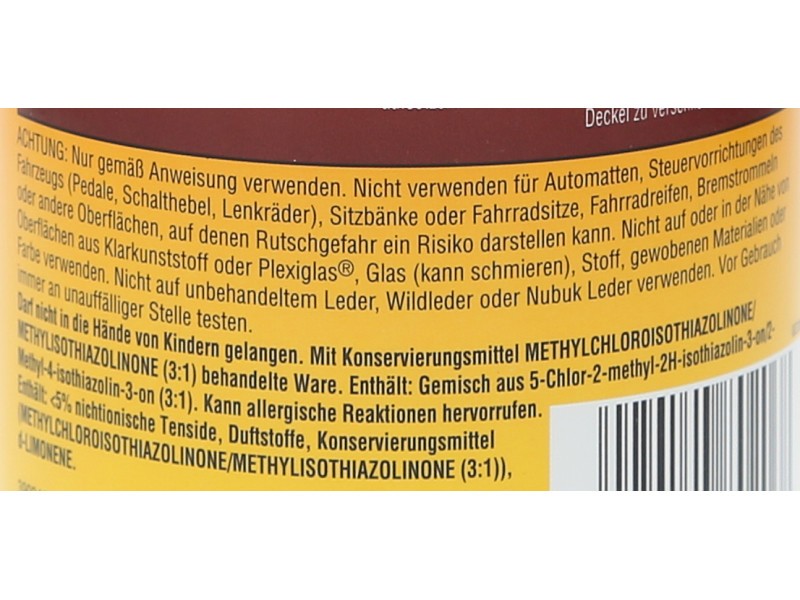 Deckel zu
ACHTUNG: Nur gemäß Anweisung verwenden. Nicht verwenden für Automatten, Steuervorrichtungen des
Fahrzeugs (Pedale, Schalthebel, Lenkräder), Sitzbänke oder Fahrradsitze, Fahrradreifen, Bremstrommeln
oder andere Oberflächen, auf denen Rutschgefahr ein Risiko darstellen kann. Nicht auf oder in der Nähe von
Oberflächen aus Klarkunststoff oder Plexiglas®, Glas (kann schmieren), Stoff, gewobenen Materialien oder
Farbe verwenden. Nicht auf unbehandeltem Leder, Wildleder oder Nubuk Leder verwenden. Vor Gebrauch
immer an unauffälliger Stelle testen.
Darf nicht in die Hände von Kindern gelangen. Mit Konservierungsmittel METHYLCHLOROISOTHIAZOLINONE/
METHYLISOTHIAZOLINONE (3:1) behandelte Ware. Enthält: Gemisch aus 5-Chlor-2-methyl-2H-isothiazolin-3-on/2-
Methyl-4-isothiazolin-3-on (3:1). Kann allergische Reaktionen hervorrufen.
Enthält: <5% nichtionische Tenside, Duftstoffe, Konservierungsmittel
(METHYLCHLOROISOTHIAZOLINONE/METHYLISOTHIAZOLINONE (3:1)),
d-LIMONENE.